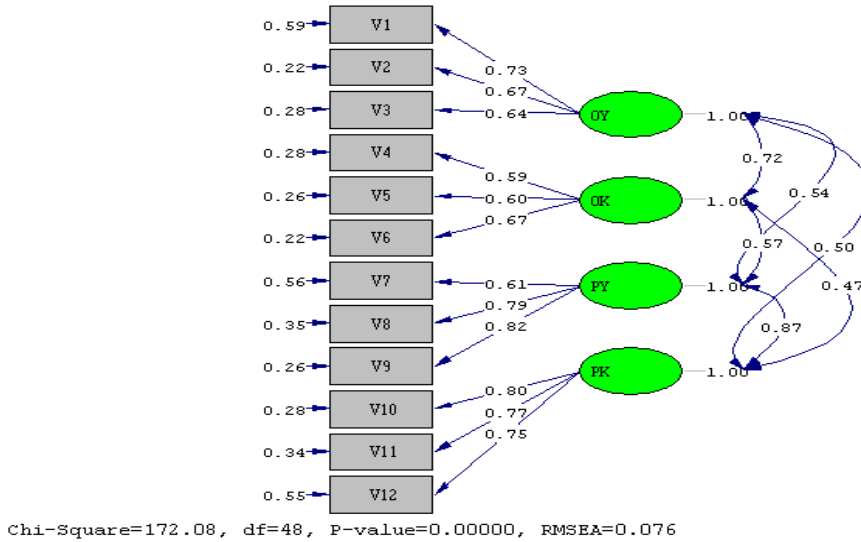 0.59 V1
0.73
0.22 V2
0.67
0.28 V3 0.64 OY 1.00
0.28 V4 0.72
0.59
0.26 V5 0.60 OK 1.00 0.54
0.22 V6 0.67
0.57 0.50
0.56 V7 0.61 PY 1.00 0.47
0.79
0.35 V8 0.82 0.87
0.26 V9 PK 1.00
0.80
0.28 V10 0.77
0.34 V11 0.75
0.55 V12
Chi-Square=172.08, df=48, P-value=0.00000, RMSEA=0.076